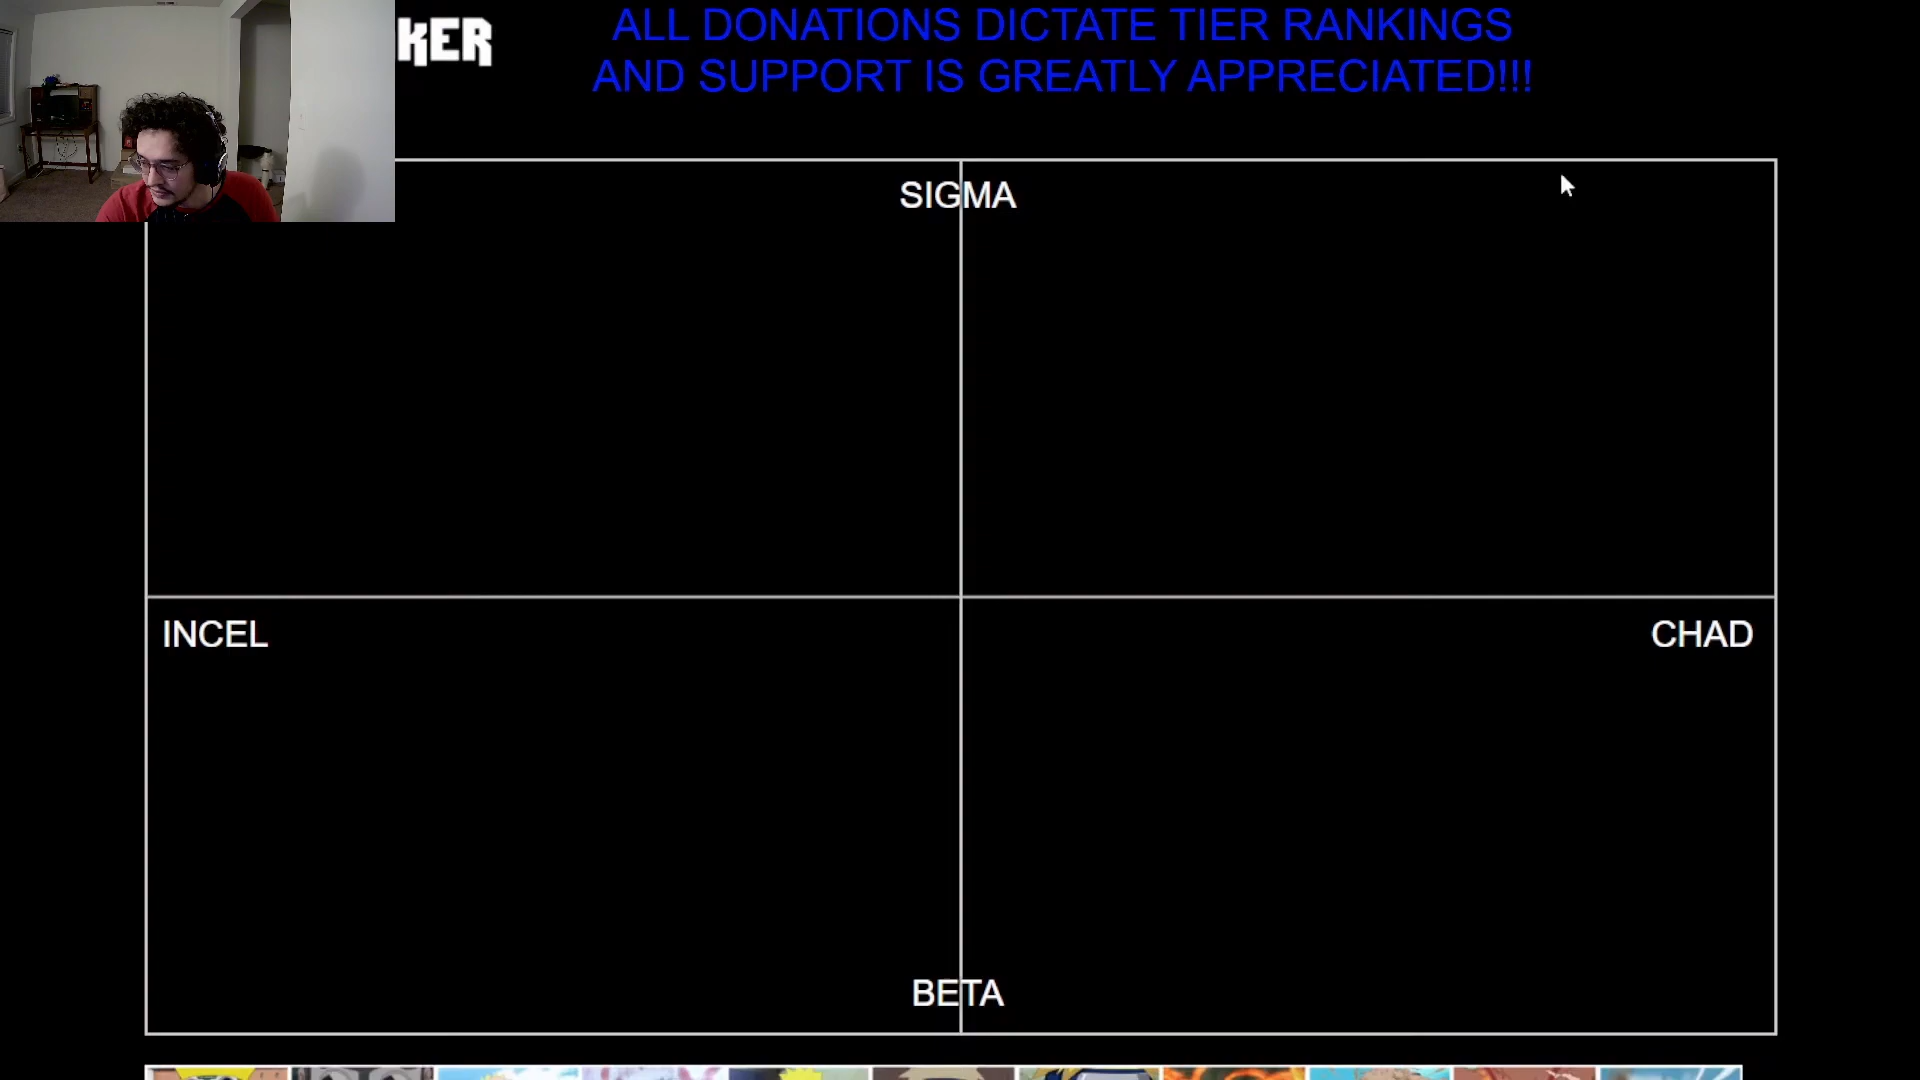 KER
ALL DONATIONS DICTATE TIER RANKINGS
AND SUPPORT IS GREATLY APPRECIATED!!!
SIGMA
INCEL
CHAD
BETA